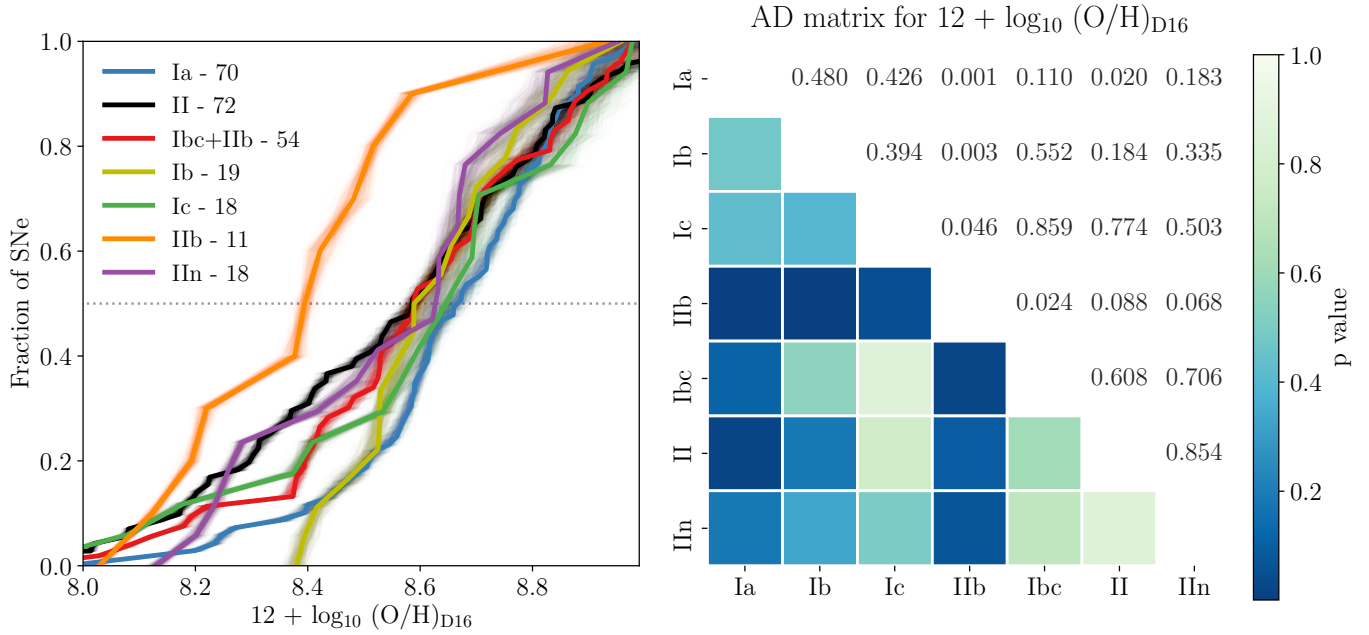 1.0
0.8
0.6
0.4
0.2
0.0
Fraction of SNe
Ia - 70
II - 72
Ibc+IIb - 54
Ib - 19
Ic - 18
IIb - 11
IIn - 18
8.0 8.2 8.4 8.6 8.8
12 + log₁₀ (O/H)D16
AD matrix for 12 + log₁₀ (O/H)D16
Ia 0.480 0.426 0.001 0.110 0.020 0.183
Ib 0.394 0.003 0.552 0.184 0.335
Ic 0.046 0.859 0.774 0.503
IIb 0.024 0.088 0.068
Ibc 0.608 0.706
II 0.854
IIn
Ia Ib Ic IIb Ibc II IIn
1.0
0.8
0.6
0.4
0.2
p value